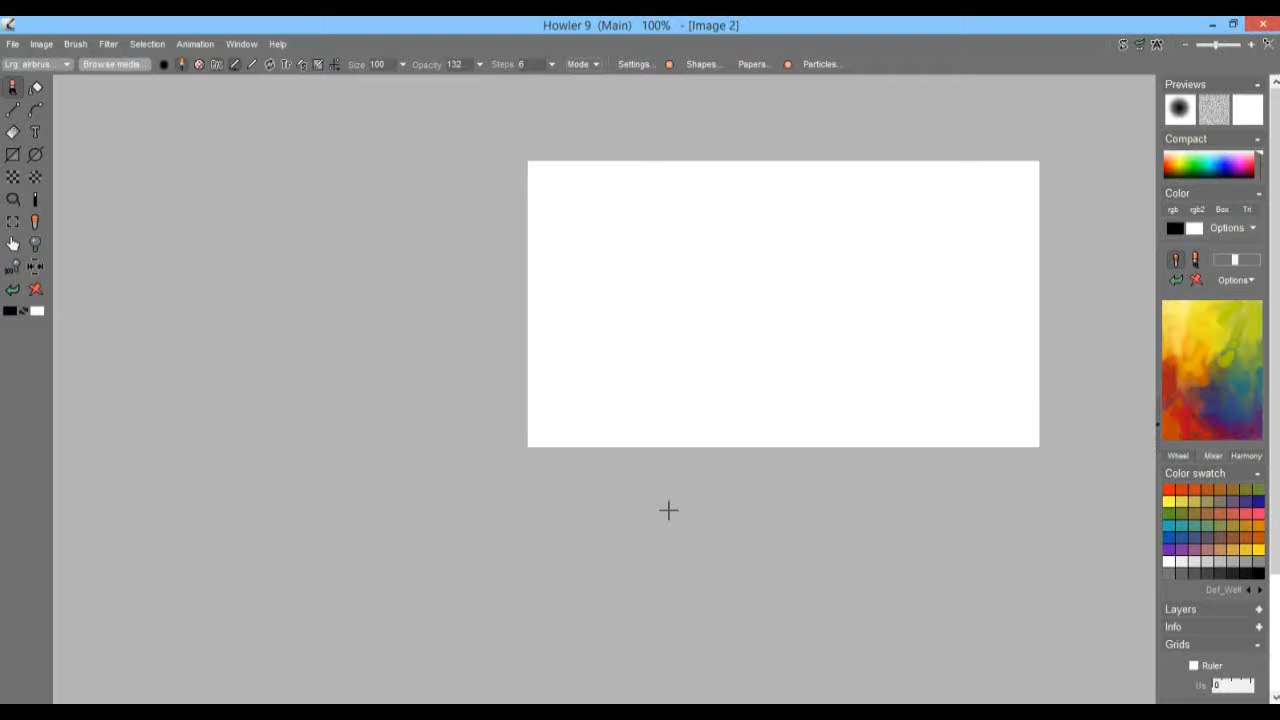 Howler 9 (Main) 100% - [Image 2]
File Image Brush Filter Selection Animation Window Help
Lrg. airbrus... Browse media... Size 100 Opacity 132 Steps 6 Mode Settings... Shapes... Papers... Particles...
Previews
Compact
Color
rgb rgb2 Box Tri
Options
Options
Wheel Mixer Harmony
Color swatch
Def_Well
Layers
Info
Grids
Ruler
Us 0